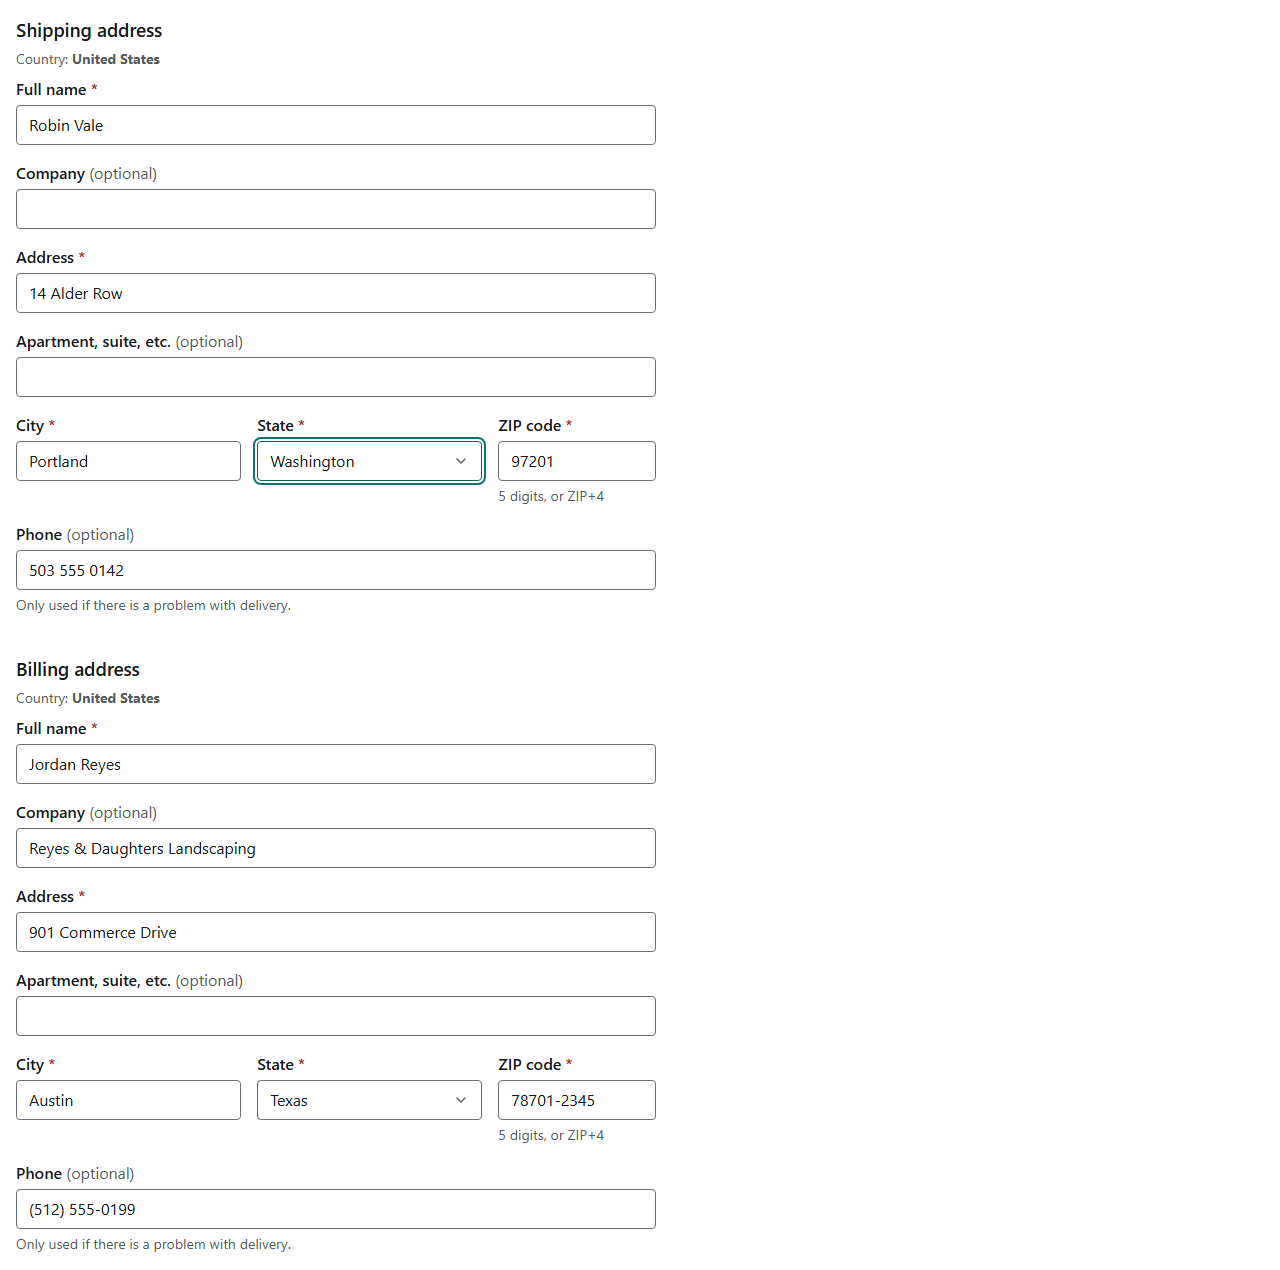 Shipping address
Country: United States
Full name *
Robin Vale
Company (optional)
Address *
14 Alder Row
Apartment, suite, etc. (optional)
City * State * ZIP code *
Portland Washington 97201
5 digits, or ZIP+4
Phone (optional)
503 555 0142
Only used if there is a problem with delivery.
Billing address
Country: United States
Full name *
Jordan Reyes
Company (optional)
Reyes & Daughters Landscaping
Address *
901 Commerce Drive
Apartment, suite, etc. (optional)
City * State * ZIP code *
Austin Texas 78701-2345
5 digits, or ZIP+4
Phone (optional)
(512) 555-0199
Only used if there is a problem with delivery.